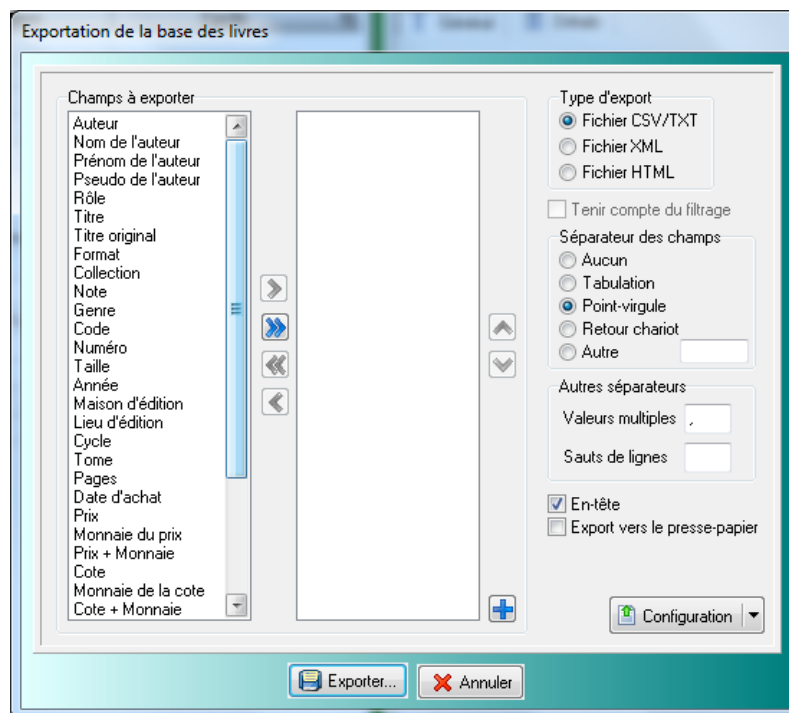 Exportation de la base des livres
Champs à exporter
Auteur
Nom de l'auteur
Prénom de l'auteur
Pseudo de l'auteur
Rôle
Titre
Titre original
Format
Collection
Note
Genre
Code
Numéro
Taille
Année
Maison d'édition
Lieu d'édition
Cycle
Tome
Pages
Date d'achat
Prix
Monnaie du prix
Prix + Monnaie
Cote
Monnaie de la cote
Cote + Monnaie
Type d'export
Fichier CSV/TXT
Fichier XML
Fichier HTML
Tenir compte du filtrage
Séparateur des champs
Aucun
Tabulation
Point-virgule
Retour chariot
Autre
Autres séparateurs
Valeurs multiples ,
Sauts de lignes
En-tête
Export vers le presse-papier
Configuration
Exporter...
Annuler